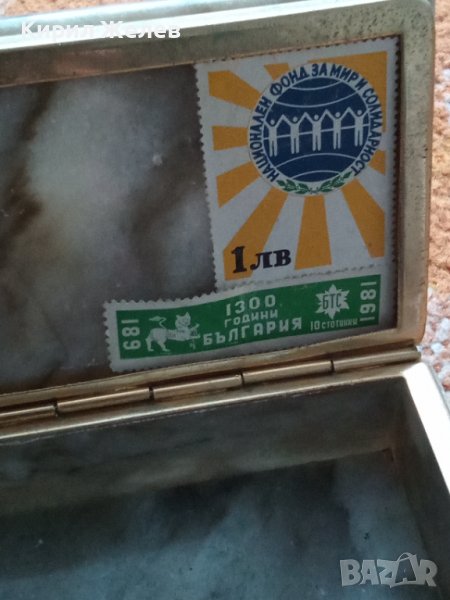 Кирил Желев
НАЦИОНАЛЕН ФОНД ЗА МИР И СОЛИДАРНОСТ
1 ЛВ
681
1300
ГОДИНИ
БЪЛГАРИЯ
БТС
10 СТОТИНКИ
1981
BAZAR